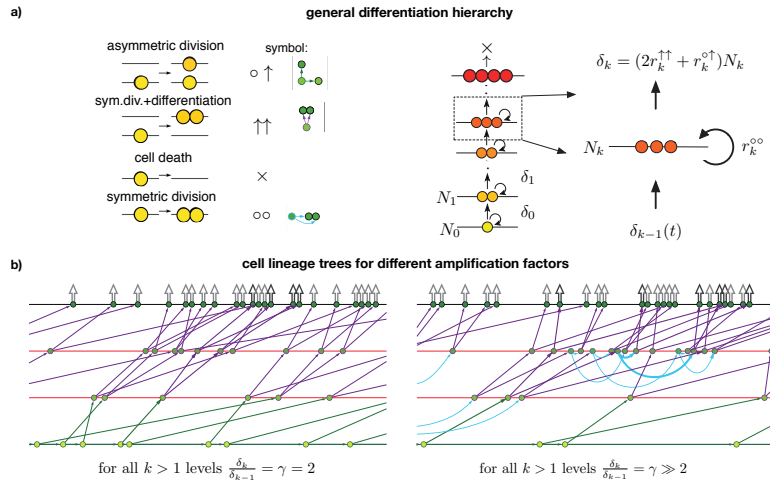 a) general differentiation hierarchy
asymmetric division
symbol:
○ ↑
sym.div.+differentiation
↑↑
cell death
×
symmetric division
○○
×
N_1
N_0
δ_1
δ_0
δ_k = (2r_k^{↑↑} + r_k^{○↑})N_k
N_k
r_k^{○○}
δ_{k−1}(t)
b) cell lineage trees for different amplification factors
for all k > 1 levels δ_k/δ_{k−1} = γ = 2
for all k > 1 levels δ_k/δ_{k−1} = γ ≫ 2